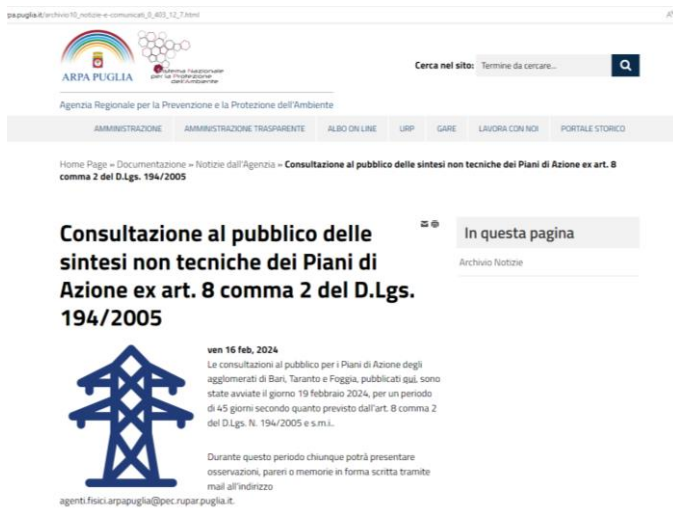 pa.puglia.it/archivio10_notizie-e-comunicati_0_403_12_7.html
ARPA PUGLIA
Sistema Nazionale
per la Protezione
dell'Ambiente
Cerca nel sito: Termine da cercare...
Agenzia Regionale per la Prevenzione e la Protezione dell'Ambiente
AMMINISTRAZIONE AMMINISTRAZIONE TRASPARENTE ALBO ON LINE URP GARE LAVORA CON NOI PORTALE STORICO
Home Page » Documentazione » Notizie dall'Agenzia » Consultazione al pubblico delle sintesi non tecniche dei Piani di Azione ex art. 8
comma 2 del D.Lgs. 194/2005
Consultazione al pubblico delle
sintesi non tecniche dei Piani di
Azione ex art. 8 comma 2 del D.Lgs.
194/2005
In questa pagina
Archivio Notizie
ven 16 feb, 2024
Le consultazioni al pubblico per i Piani di Azione degli
agglomerati di Bari, Taranto e Foggia, pubblicati qui, sono
state avviate il giorno 19 febbraio 2024, per un periodo
di 45 giorni secondo quanto previsto dall'art. 8 comma 2
del D.Lgs. N. 194/2005 e s.m.i..
Durante questo periodo chiunque potrà presentare
osservazioni, pareri o memorie in forma scritta tramite
mail all'indirizzo
agenti.fisici.arpapuglia@pec.rupar.puglia.it.